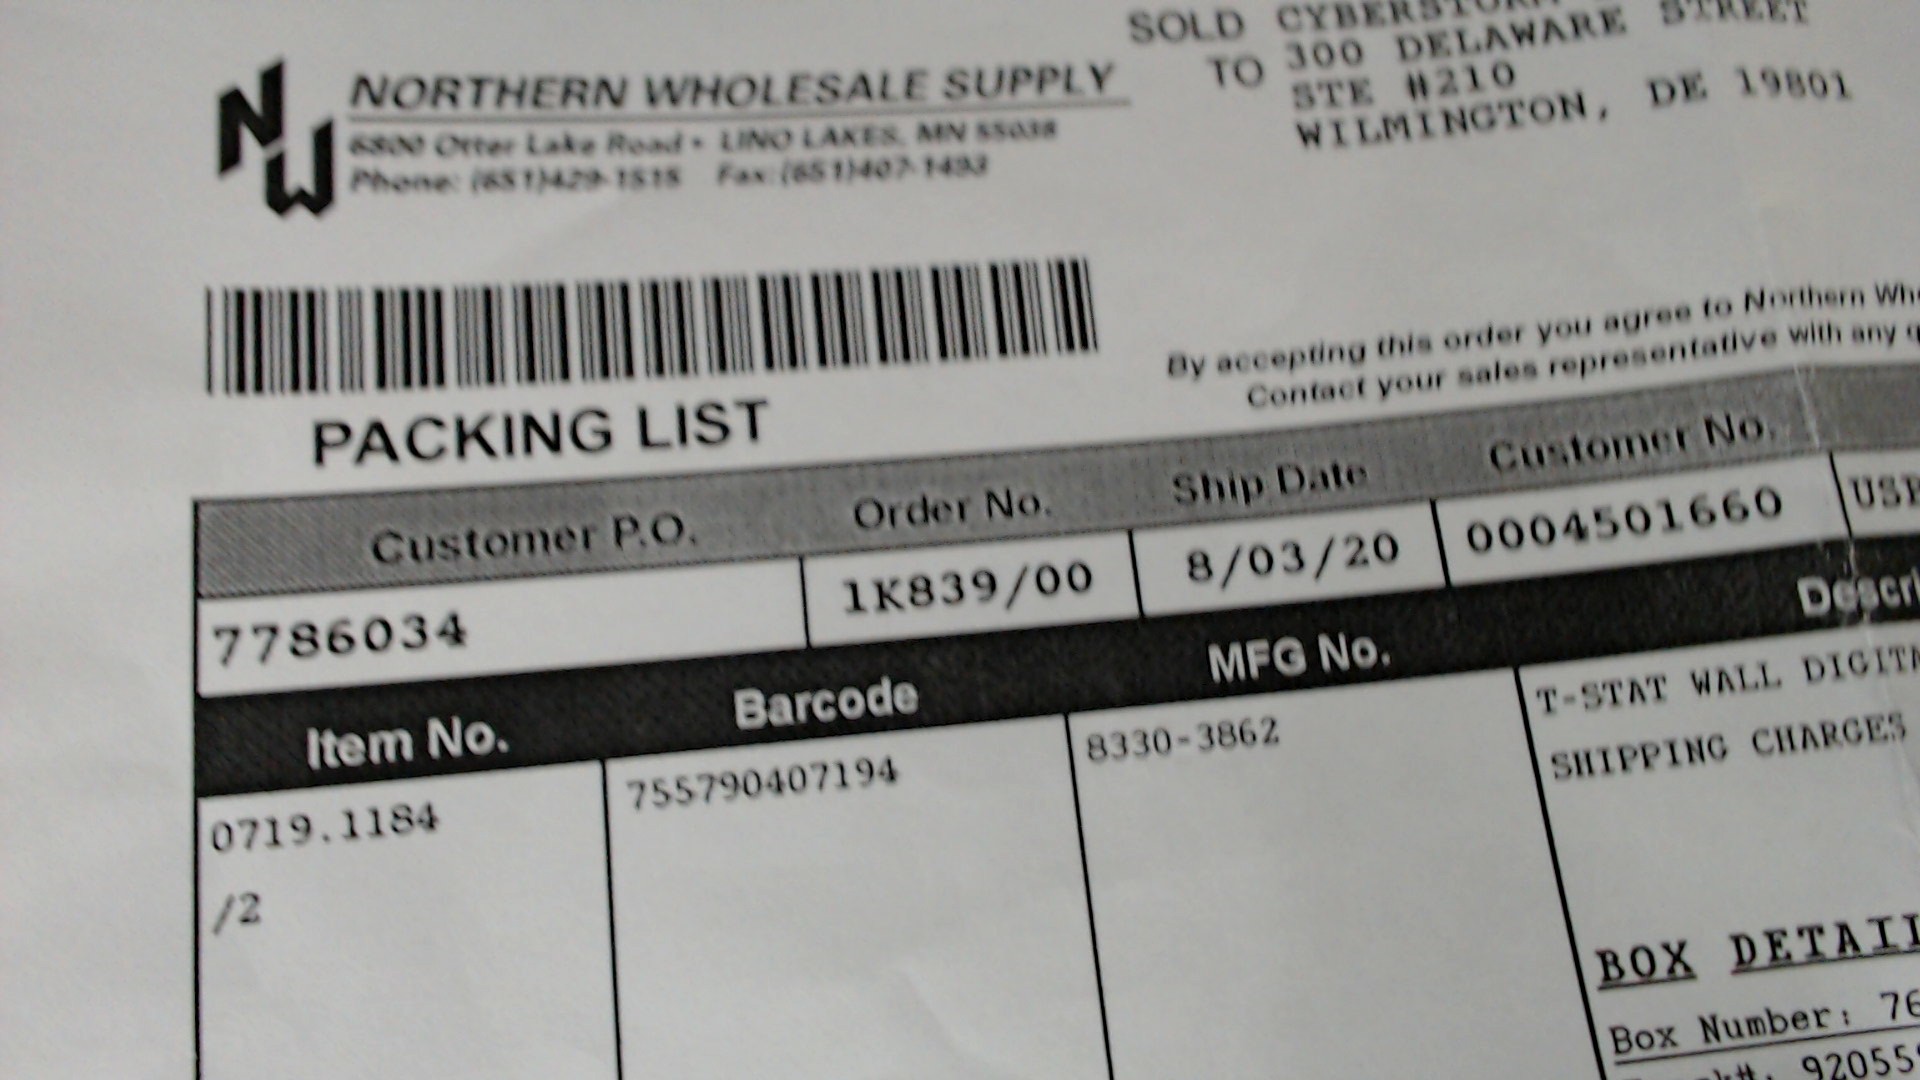 NW
NORTHERN WHOLESALE SUPPLY
6800 Otter Lake Road • LINO LAKES, MN 55038
Phone: (651)429-1515 Fax: (651)407-1493
SOLD TO
CYBERSTORM
300 DELAWARE STREET
STE #210
WILMINGTON, DE 19801
By accepting this order you agree to Northern
Contact your sales representative with any
PACKING LIST
Customer P.O. Order No. Ship Date Customer No.
7786034 1K839/00 8/03/20 0004501660
Item No. Barcode MFG No.
0719.1184 755790407194 8330-3862 T-STAT WALL
/2 SHIPPING CHARGES
BOX
Box Number: 76
92055